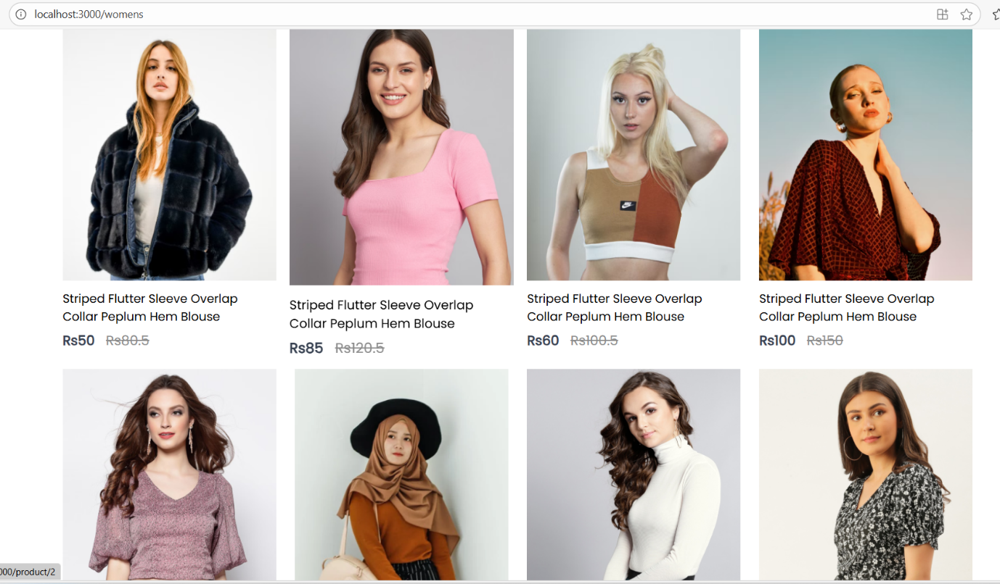 localhost:3000/womens
Striped Flutter Sleeve Overlap
Collar Peplum Hem Blouse
Rs50 Rs80.5
Striped Flutter Sleeve Overlap
Collar Peplum Hem Blouse
Rs85 Rs120.5
Striped Flutter Sleeve Overlap
Collar Peplum Hem Blouse
Rs60 Rs100.5
Striped Flutter Sleeve Overlap
Collar Peplum Hem Blouse
Rs100 Rs150
000/product/2